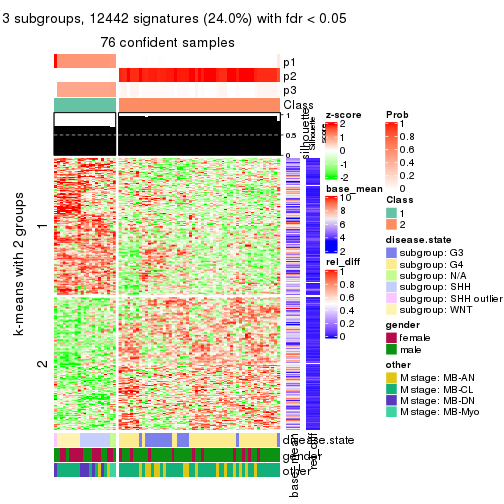 3 subgroups, 12442 signatures (24.0%) with fdr < 0.05
76 confident samples
p1
p2
p3
Class
1
0.5
0
silhouette
Silhouette
score
k-means with 2 groups
1
2
disease.state
gender
other
base_mean
rel_diff
z-score
2
1
0
-1
-2
base_mean
10
8
6
4
2
rel_diff
1
0.8
0.6
0.4
0.2
0
Prob
1
0.8
0.6
0.4
0.2
0
Class
1
2
disease.state
subgroup: G3
subgroup: G4
subgroup: N/A
subgroup: SHH
subgroup: SHH outlier
subgroup: WNT
gender
female
male
other
M stage: MB-AN
M stage: MB-CL
M stage: MB-DN
M stage: MB-Myo